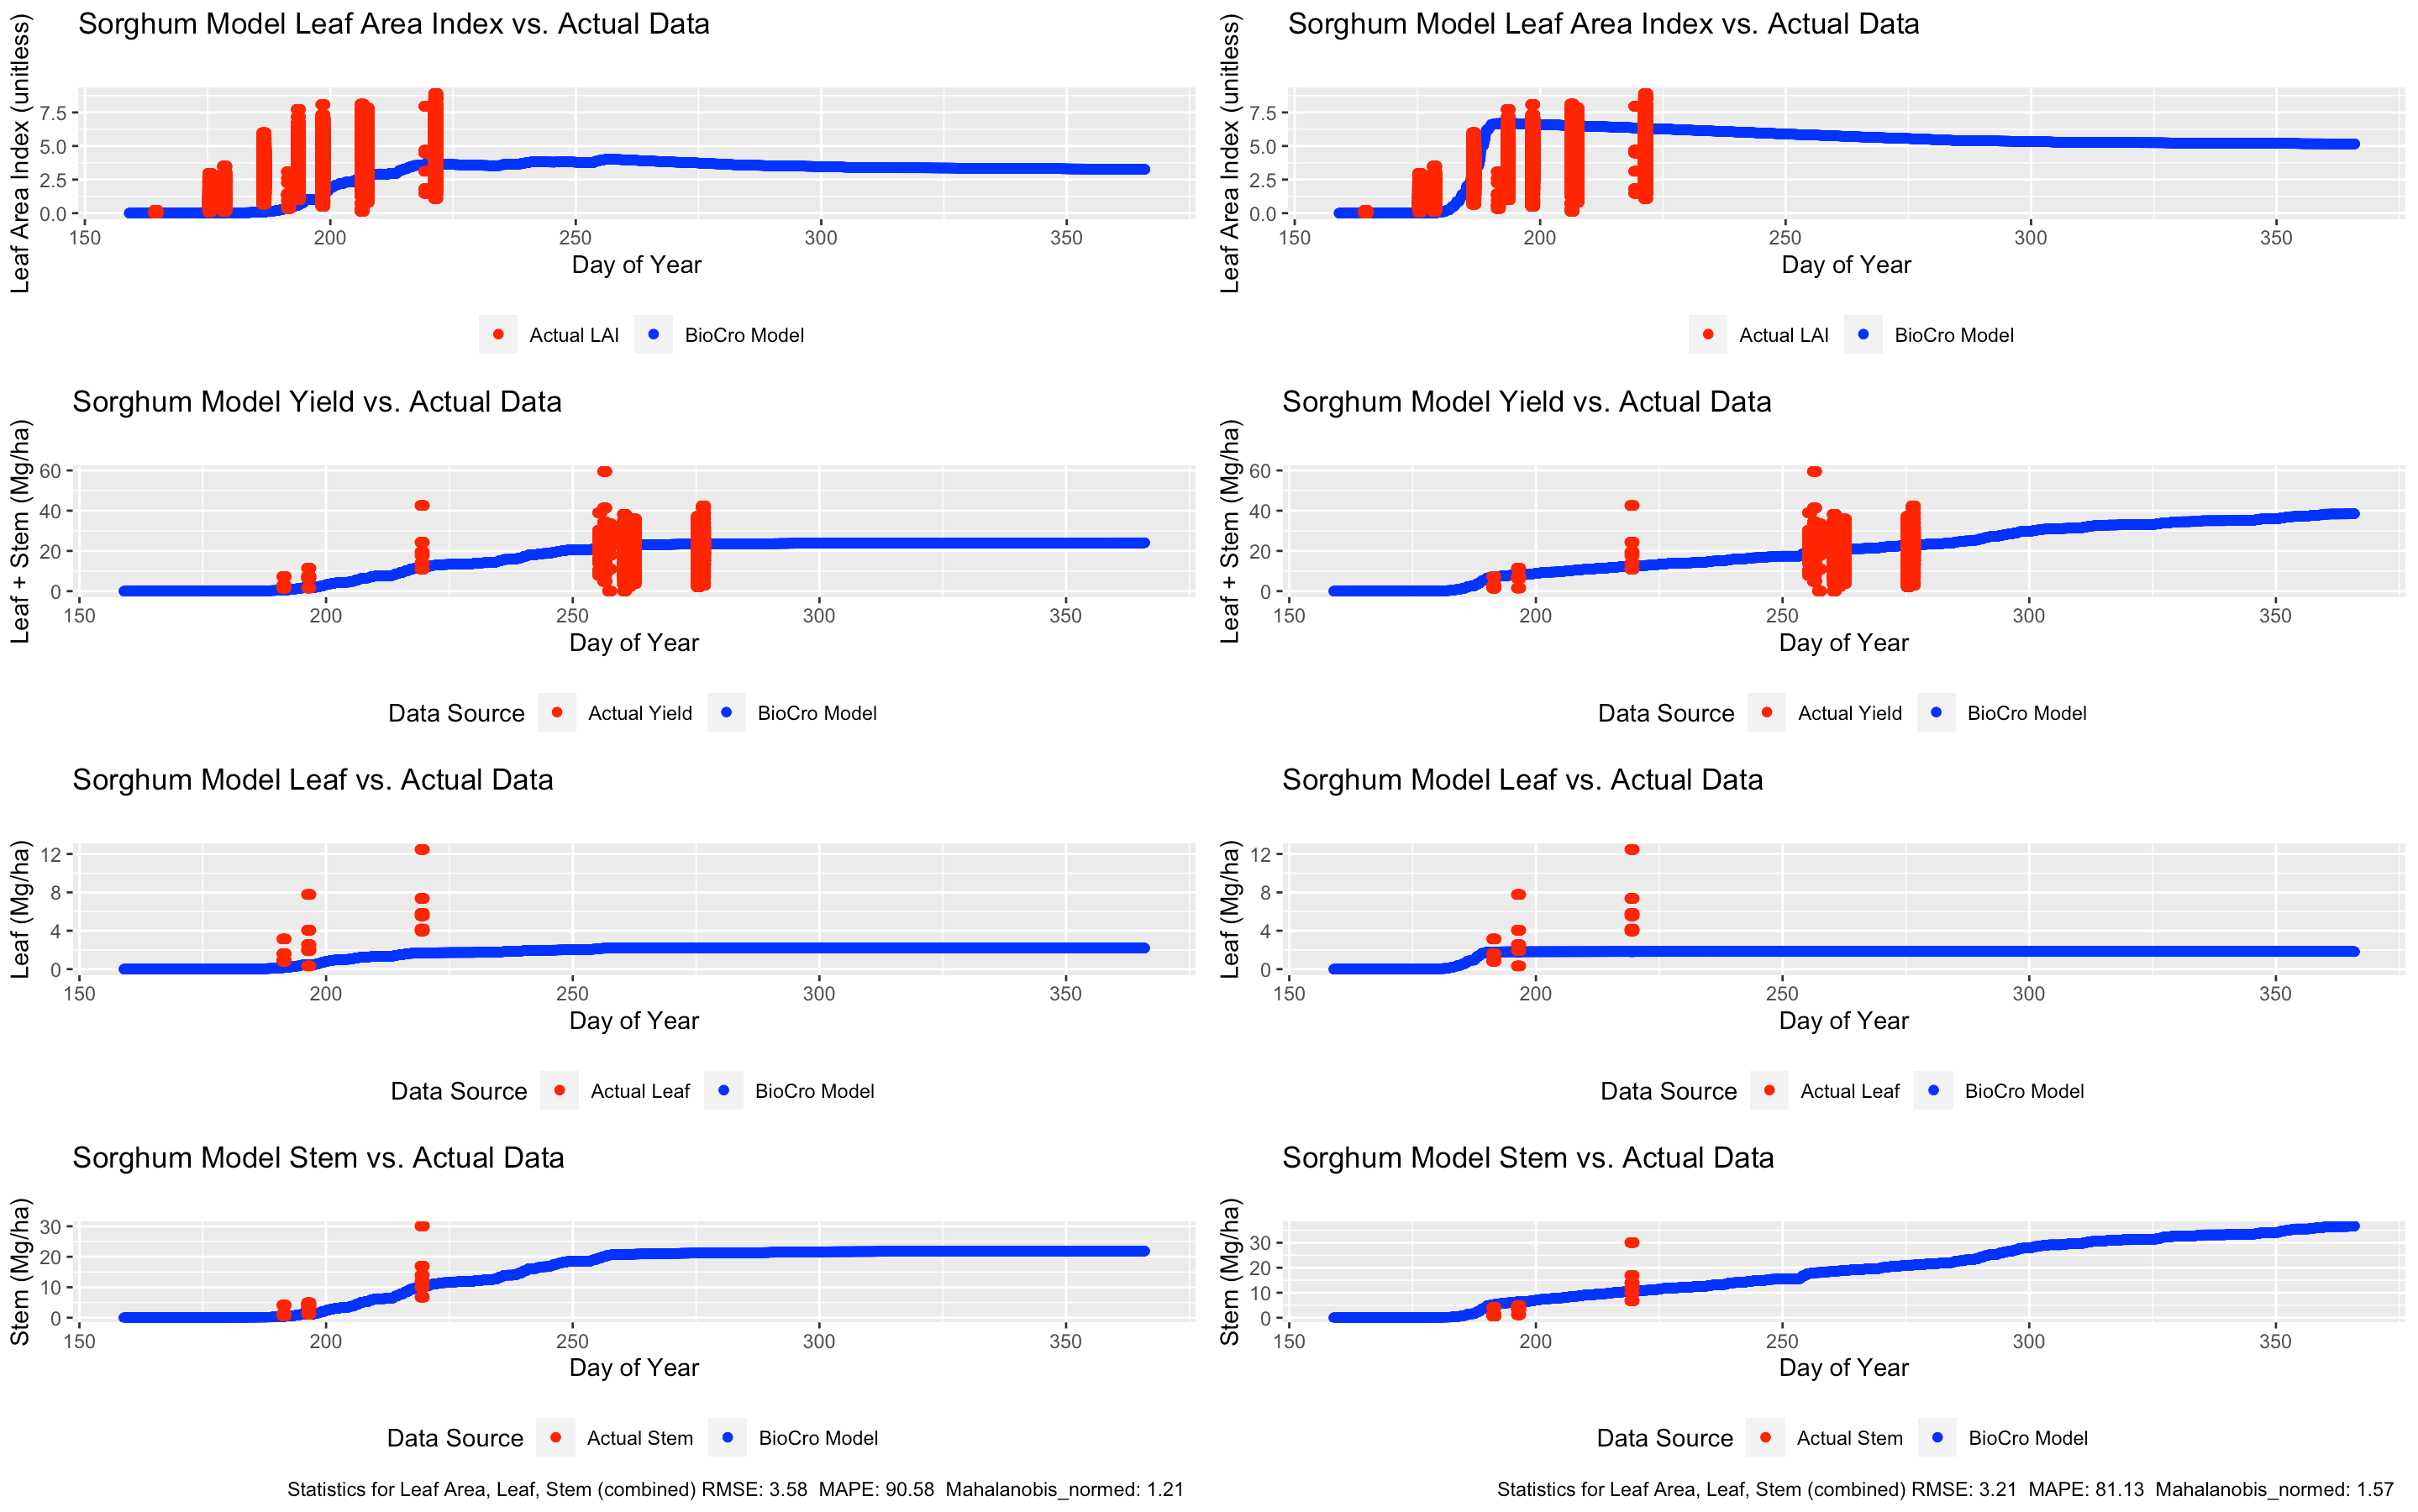 Sorghum Model Leaf Area Index vs. Actual Data
Leaf Area Index (unitless)
7.5
5.0
2.5
0.0
150 200 250 300 350
Day of Year
Actual LAI BioCro Model
Sorghum Model Yield vs. Actual Data
Leaf + Stem (Mg/ha)
60
40
20
0
150 200 250 300 350
Day of Year
Data Source Actual Yield BioCro Model
Sorghum Model Leaf vs. Actual Data
Leaf (Mg/ha)
12
8
4
0
150 200 250 300 350
Day of Year
Data Source Actual Leaf BioCro Model
Sorghum Model Stem vs. Actual Data
Stem (Mg/ha)
30
20
10
0
150 200 250 300 350
Day of Year
Data Source Actual Stem BioCro Model
Statistics for Leaf Area, Leaf, Stem (combined) RMSE: 3.58 MAPE: 90.58 Mahalanobis_normed: 1.21
Sorghum Model Leaf Area Index vs. Actual Data
Leaf Area Index (unitless)
7.5
5.0
2.5
0.0
150 200 250 300 350
Day of Year
Actual LAI BioCro Model
Sorghum Model Yield vs. Actual Data
Leaf + Stem (Mg/ha)
60
40
20
0
150 200 250 300 350
Day of Year
Data Source Actual Yield BioCro Model
Sorghum Model Leaf vs. Actual Data
Leaf (Mg/ha)
12
8
4
0
150 200 250 300 350
Day of Year
Data Source Actual Leaf BioCro Model
Sorghum Model Stem vs. Actual Data
Stem (Mg/ha)
30
20
10
0
150 200 250 300 350
Day of Year
Data Source Actual Stem BioCro Model
Statistics for Leaf Area, Leaf, Stem (combined) RMSE: 3.21 MAPE: 81.13 Mahalanobis_normed: 1.57